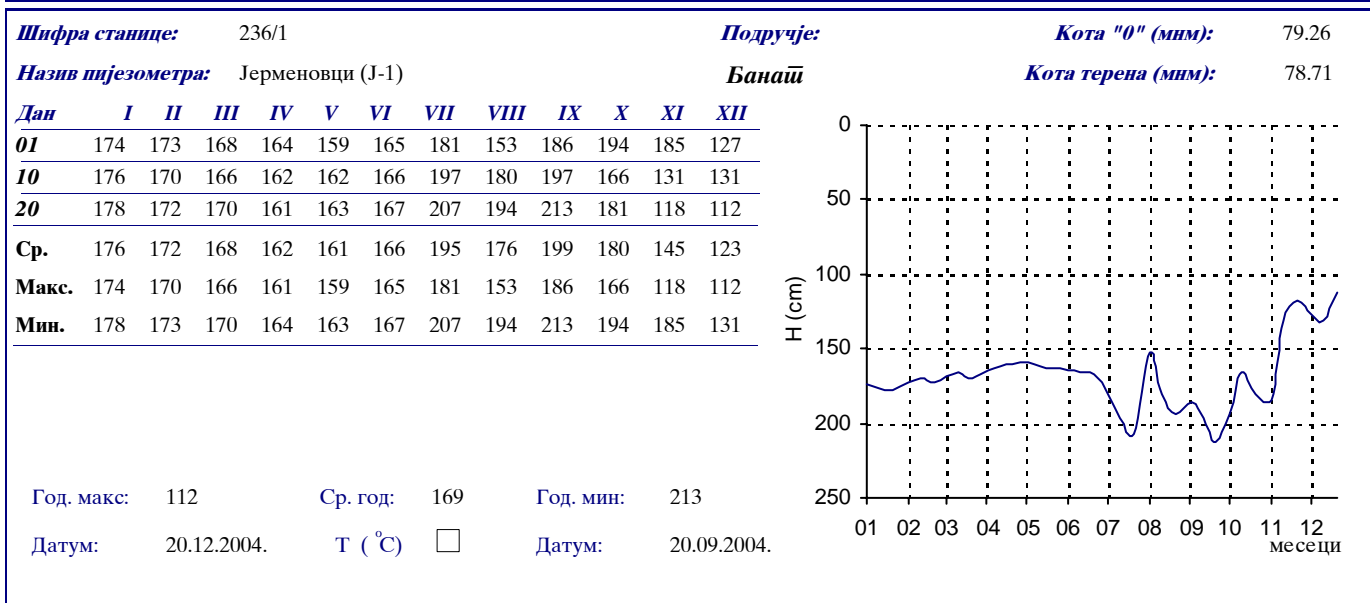 Шифра станице: 236/1 Подручје: Кота "0" (мнм): 79.26
Назив пијезометра: Јерменовци (Ј-1) Банат Кота терена (мнм): 78.71
Дан I II III IV V VI VII VIII IX X XI XII
01 174 173 168 164 159 165 181 153 186 194 185 127
10 176 170 166 162 162 166 197 180 197 166 131 131
20 178 172 170 161 163 167 207 194 213 181 118 112
Ср. 176 172 168 162 161 166 195 176 199 180 145 123
Макс. 174 170 166 161 159 165 181 153 186 166 118 112
Мин. 178 173 170 164 163 167 207 194 213 194 185 131
Год. макс: 112 Ср. год: 169 Год. мин: 213
Датум: 20.12.2004. Т ( °C) Датум: 20.09.2004.
H (cm)
0
50
100
150
200
250
01 02 03 04 05 06 07 08 09 10 11 12
месеци